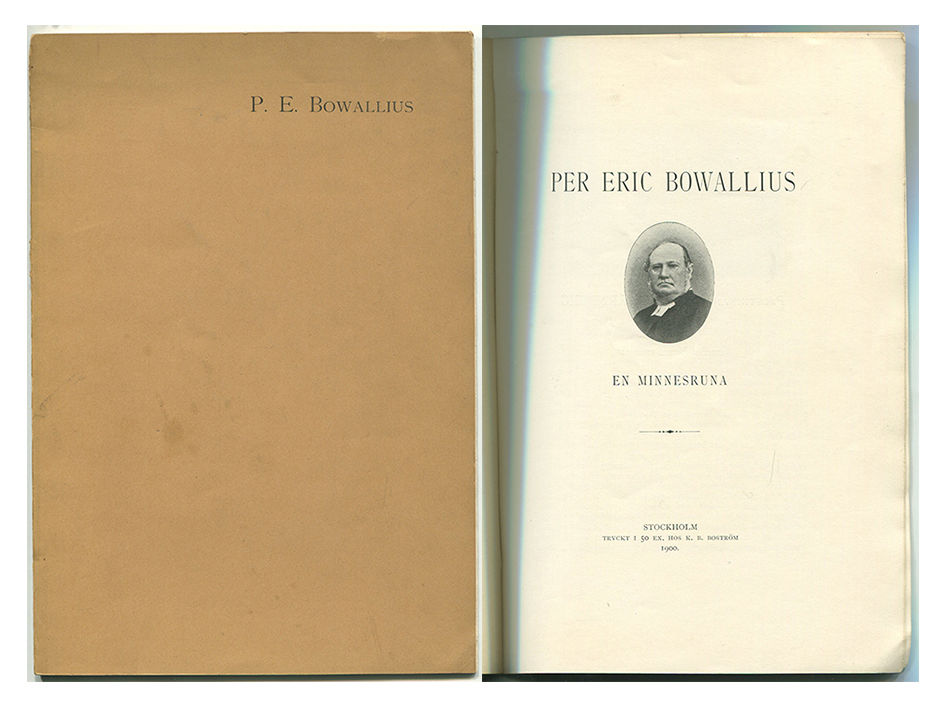 P. E. Bowallius
PER ERIC BOWALLIUS
EN MINNESRUNA
STOCKHOLM
TRYCKT I 50 EX. HOS K. B. BOSTRÖM
1900.